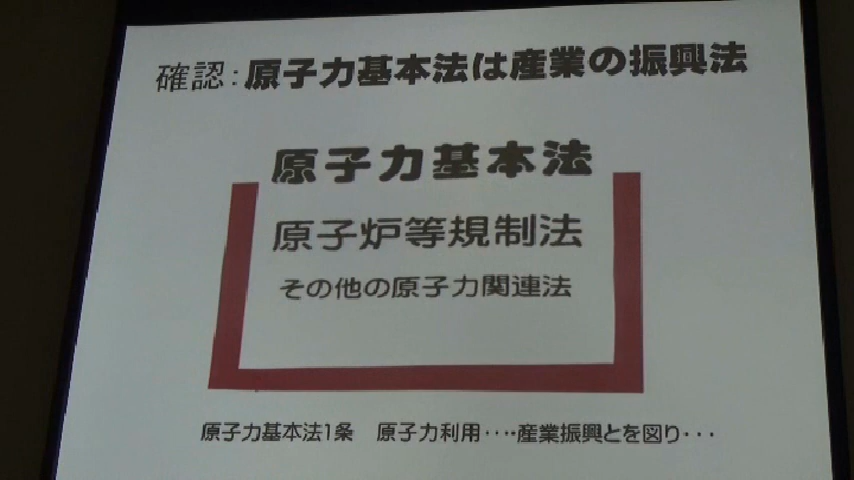 確認：原子力基本法は産業の振興法
原子力基本法
原子炉等規制法
その他の原子力関連法
原子力基本法1条　原子力利用‥‥産業振興とを図り・・・